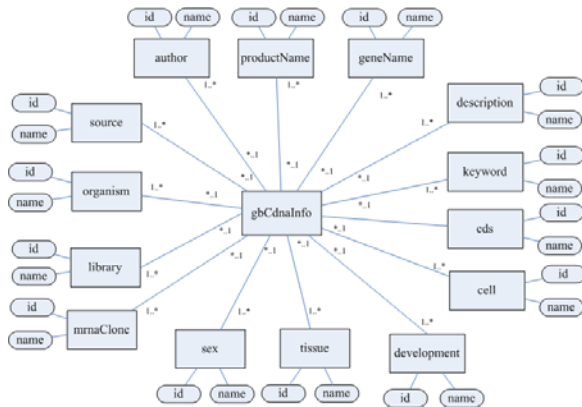 id name id name id name
author productName geneName
1..* 1..* 1..*
id description id
name source 1..* 1..* name
id
organism 1..* *..1 *..1 *..1 *..1 *..1 keyword id
name *..1 *..1 1..* name
gbCdnaInfo
id *..1 *..1 cds id
name library 1..* *..1 *..1 *..1 *..1 *..1 name
id 1..* 1..* cell id
name mrnaClone 1..* 1..* 1..* name
sex tissue development
id name id name id name